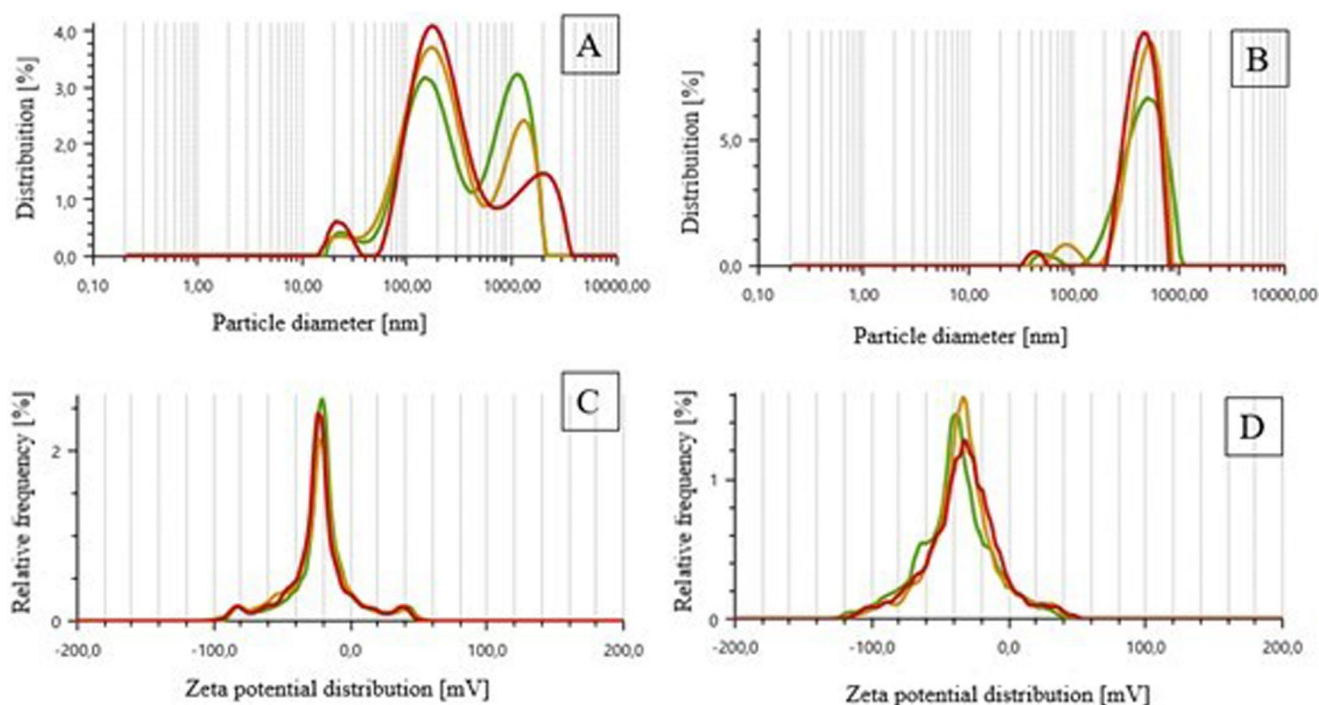 A
Distribuition [%]
4,0
3,0
2,0
1,0
0,0
0,10 1,00 10,00 100,00 1000,00 10000,00
Particle diameter [nm]
B
Distribuition [%]
5,0
0,0
0,10 1,00 10,00 100,00 1000,00 10000,00
Particle diameter [nm]
C
Relative frequency [%]
2
0
-200,0 -100,0 0,0 100,0 200,0
Zeta potential distribution [mV]
D
Relative frequency [%]
1
0
-200,0 -100,0 0,0 100,0 200,0
Zeta potential distribution [mV]